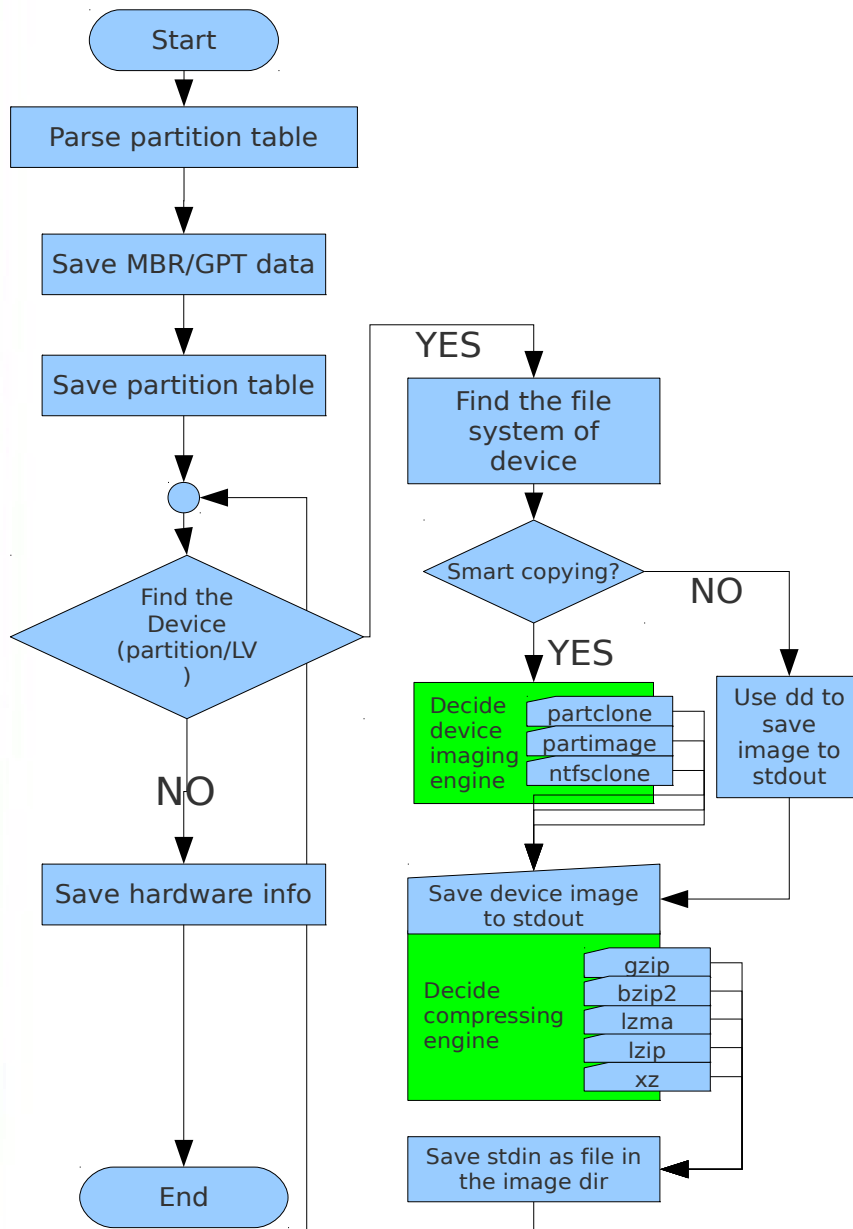 Start
Parse partition table
Save MBR/GPT data
Save partition table
Find the
Device
(partition/LV
)
NO
Save hardware info
End
YES
Find the file
system of
device
Smart copying?
NO
YES
Decide
device
imaging
engine
partclone
partimage
ntfsclone
Use dd to
save
image to
stdout
Save device image
to stdout
Decide
compressing
engine
gzip
bzip2
lzma
lzip
xz
Save stdin as file in
the image dir